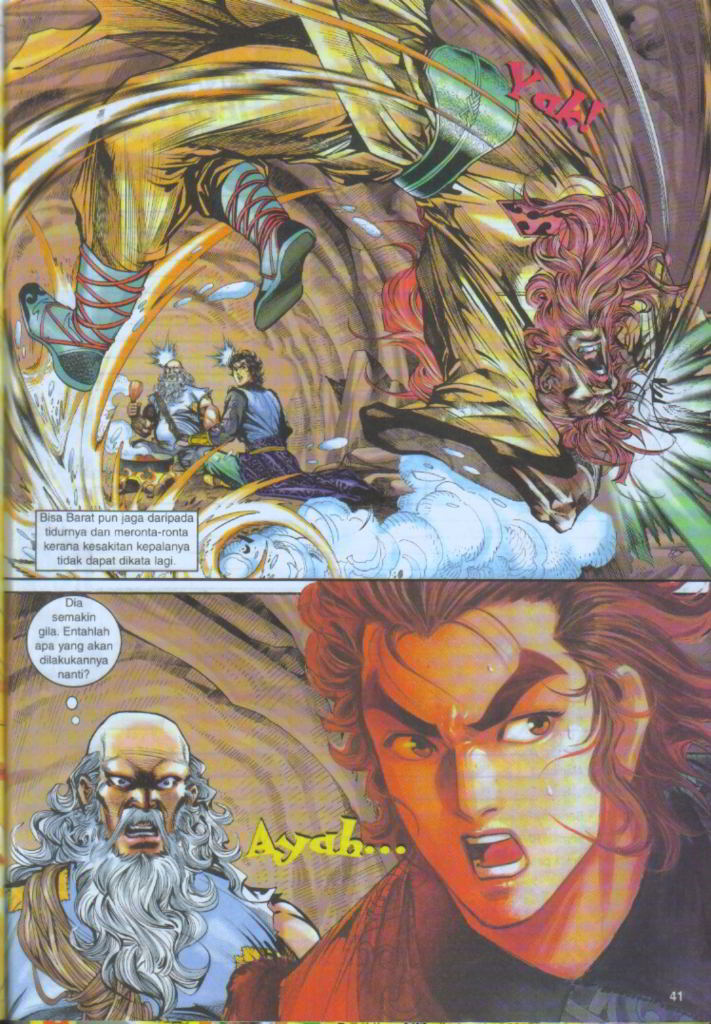 Yak!
Bisa Barat pun jaga daripada
tidurnya dan meronta-ronta
kerana kesakitan kepalanya
tidak dapat dikata lagi.
Dia
semakin
gila. Entahlah
apa yang akan
dilakukannya
nanti?
Ayah...
41